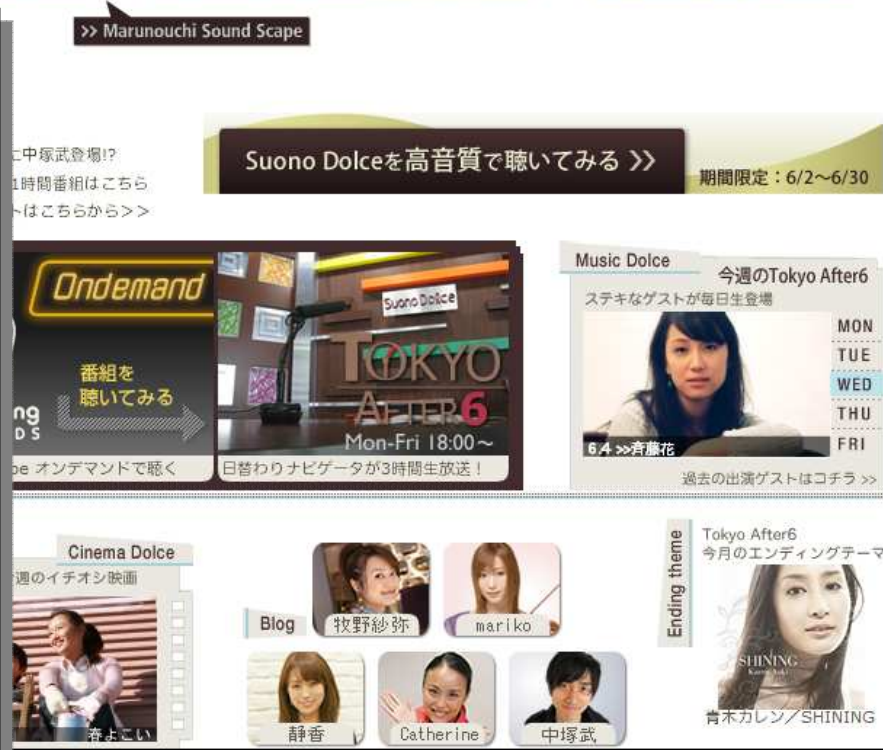 >> Marunouchi Sound Scape
に中塚武登場!?
1時間番組はこちら
トはこちらから>>
Suono Dolceを高音質で聴いてみる >>
期間限定：6/2〜6/30
Ondemand
番組を
聴いてみる
ng
DS
be オンデマンドで聴く
Suono Dolce
TOKYO
AFTER6
Mon-Fri 18:00〜
日替わりナビゲータが3時間生放送！
Music Dolce
今週のTokyo After6
ステキなゲストが毎日生登場
MON
TUE
WED
THU
FRI
6.4 >>斉藤花
過去の出演ゲストはコチラ >>
Cinema Dolce
週のイチオシ映画
春よこい
Blog
牧野紗弥
mariko
静香
Catherine
中塚武
Ending theme
Tokyo After6
今月のエンディングテーマ
SHINING
Karen Aoki
青木カレン／SHINING